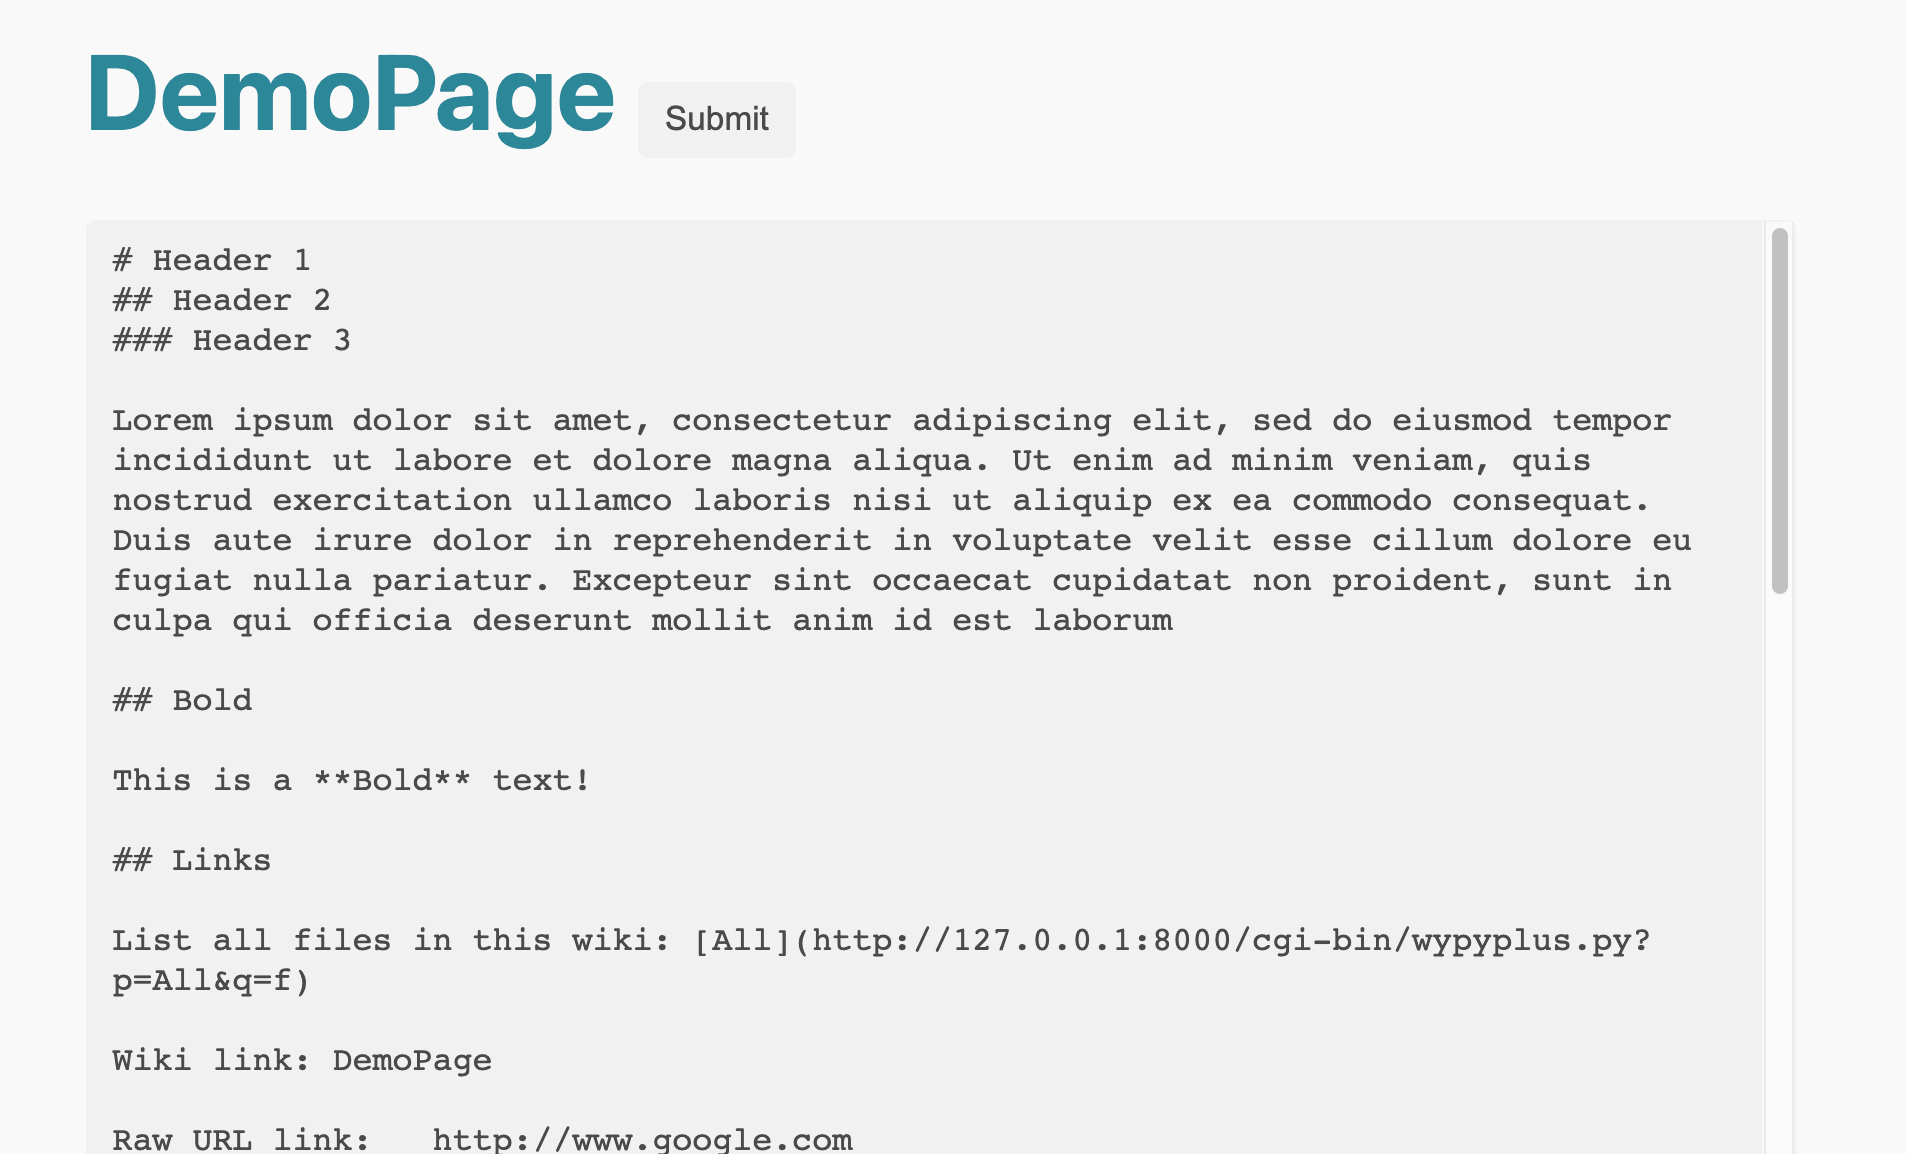 DemoPage
Submit
# Header 1
## Header 2
### Header 3
Lorem ipsum dolor sit amet, consectetur adipiscing elit, sed do eiusmod tempor
incididunt ut labore et dolore magna aliqua. Ut enim ad minim veniam, quis
nostrud exercitation ullamco laboris nisi ut aliquip ex ea commodo consequat.
Duis aute irure dolor in reprehenderit in voluptate velit esse cillum dolore eu
fugiat nulla pariatur. Excepteur sint occaecat cupidatat non proident, sunt in
culpa qui officia deserunt mollit anim id est laborum
## Bold
This is a **Bold** text!
## Links
List all files in this wiki: [All](http://127.0.0.1:8000/cgi-bin/wypyplus.py?
p=All&q=f)
Wiki link: DemoPage
Raw URL link:   http://www.google.com